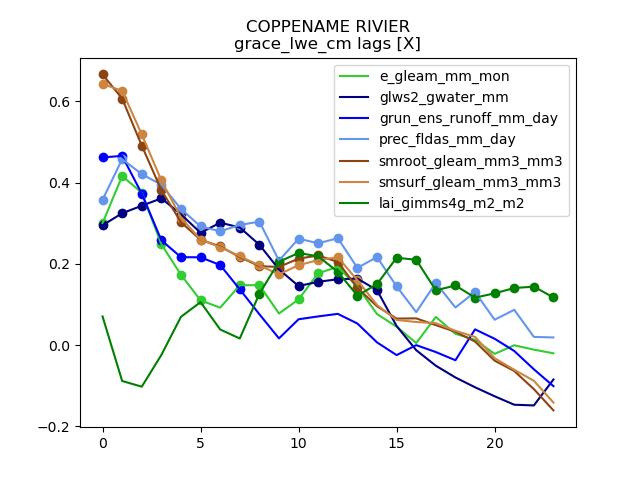 COPPENAME RIVIER
grace_lwe_cm lags [X]
e_gleam_mm_mon
glws2_gwater_mm
grun_ens_runoff_mm_day
prec_fldas_mm_day
smroot_gleam_mm3_mm3
smsurf_gleam_mm3_mm3
lai_gimms4g_m2_m2
0.6
0.4
0.2
0.0
−0.2
0 5 10 15 20